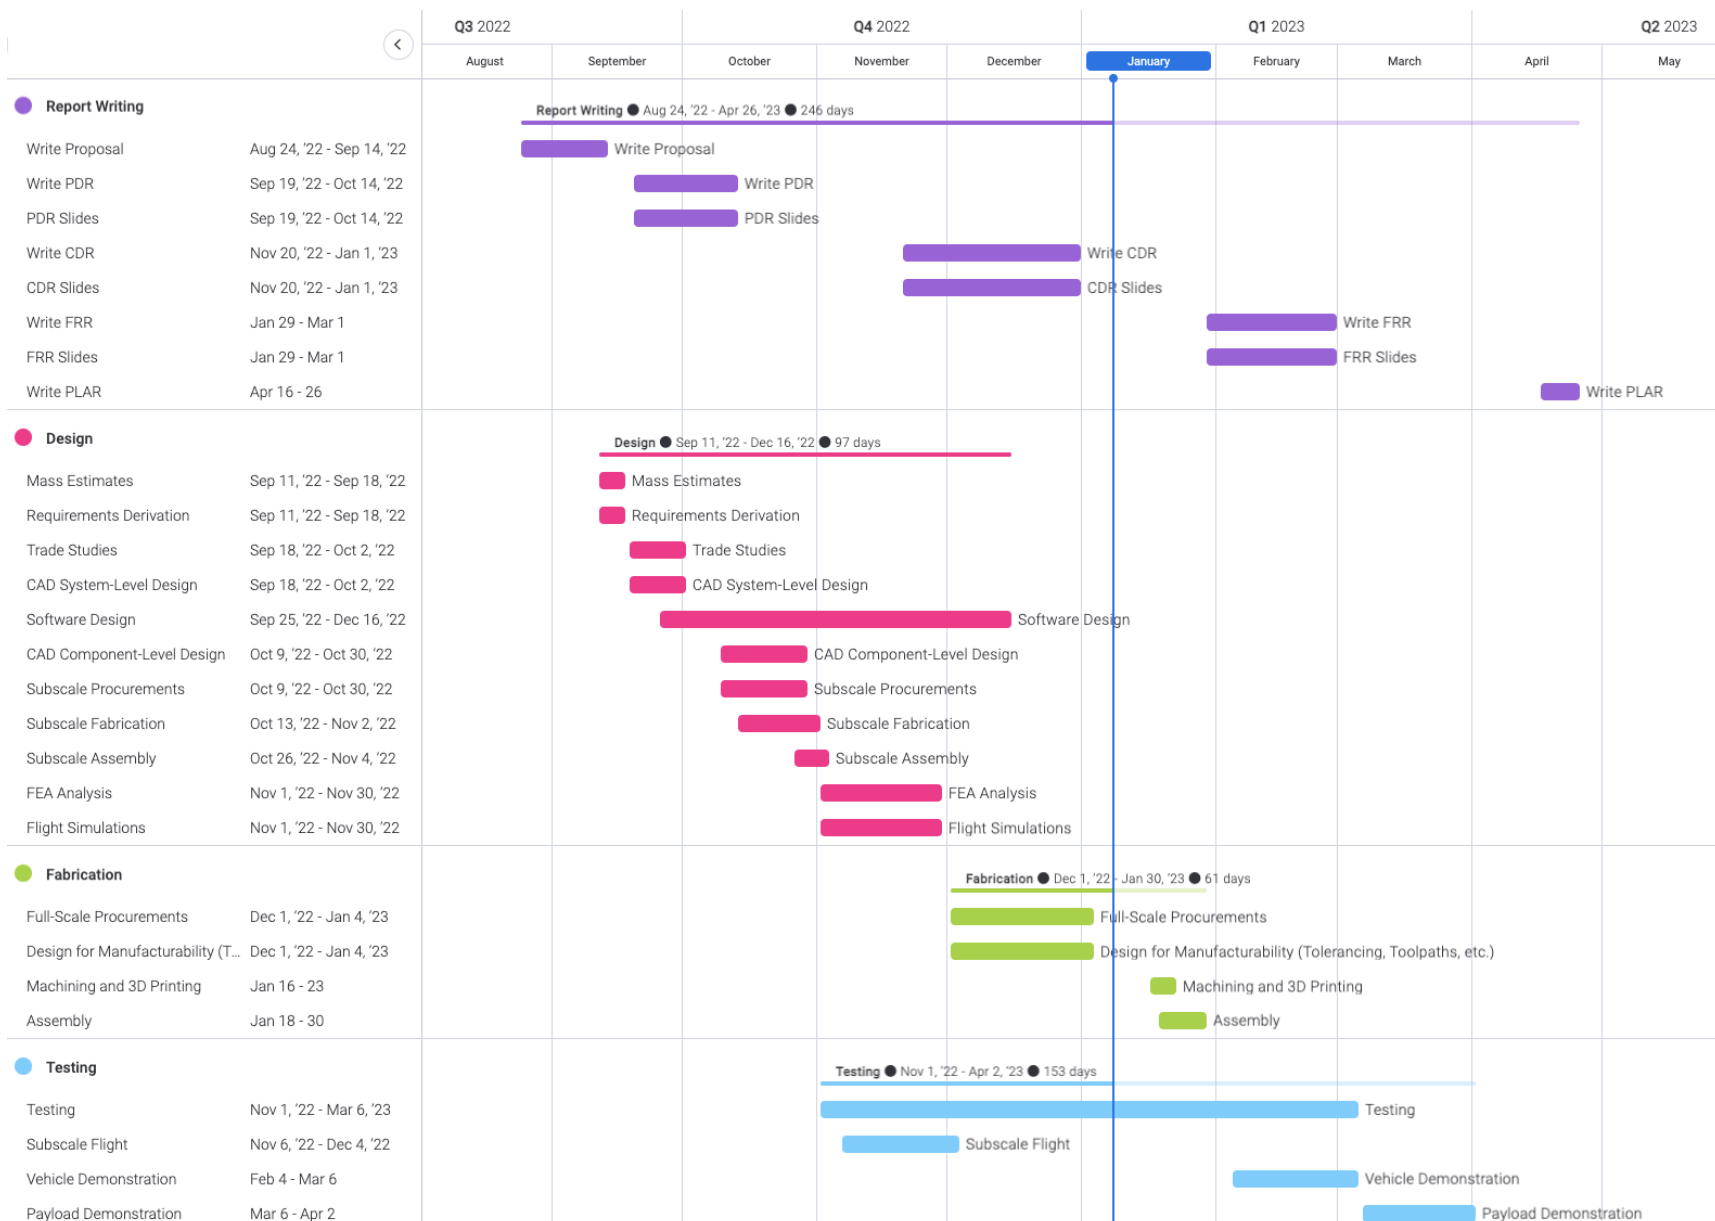 Q3 2022 Q4 2022 Q1 2023 Q2 2023
August September October November December January February March April May
Report Writing
Report Writing ● Aug 24, '22 - Apr 26, '23 ● 246 days
Write Proposal Aug 24, '22 - Sep 14, '22 Write Proposal
Write PDR Sep 19, '22 - Oct 14, '22 Write PDR
PDR Slides Sep 19, '22 - Oct 14, '22 PDR Slides
Write CDR Nov 20, '22 - Jan 1, '23 Write CDR
CDR Slides Nov 20, '22 - Jan 1, '23 CDR Slides
Write FRR Jan 29 - Mar 1 Write FRR
FRR Slides Jan 29 - Mar 1 FRR Slides
Write PLAR Apr 16 - 26 Write PLAR
Design
Design ● Sep 11, '22 - Dec 16, '22 ● 97 days
Mass Estimates Sep 11, '22 - Sep 18, '22 Mass Estimates
Requirements Derivation Sep 11, '22 - Sep 18, '22 Requirements Derivation
Trade Studies Sep 18, '22 - Oct 2, '22 Trade Studies
CAD System-Level Design Sep 18, '22 - Oct 2, '22 CAD System-Level Design
Software Design Sep 25, '22 - Dec 16, '22 Software Design
CAD Component-Level Design Oct 9, '22 - Oct 30, '22 CAD Component-Level Design
Subscale Procurements Oct 9, '22 - Oct 30, '22 Subscale Procurements
Subscale Fabrication Oct 13, '22 - Nov 2, '22 Subscale Fabrication
Subscale Assembly Oct 26, '22 - Nov 4, '22 Subscale Assembly
FEA Analysis Nov 1, '22 - Nov 30, '22 FEA Analysis
Flight Simulations Nov 1, '22 - Nov 30, '22 Flight Simulations
Fabrication
Fabrication ● Dec 1, '22 - Jan 30, '23 ● 61 days
Full-Scale Procurements Dec 1, '22 - Jan 4, '23 Full-Scale Procurements
Design for Manufacturability (T... Dec 1, '22 - Jan 4, '23 Design for Manufacturability (Tolerancing, Toolpaths, etc.)
Machining and 3D Printing Jan 16 - 23 Machining and 3D Printing
Assembly Jan 18 - 30 Assembly
Testing
Testing ● Nov 1, '22 - Apr 2, '23 ● 153 days
Testing Nov 1, '22 - Mar 6, '23 Testing
Subscale Flight Nov 6, '22 - Dec 4, '22 Subscale Flight
Vehicle Demonstration Feb 4 - Mar 6 Vehicle Demonstration
Payload Demonstration Mar 6 - Apr 2 Payload Demonstration